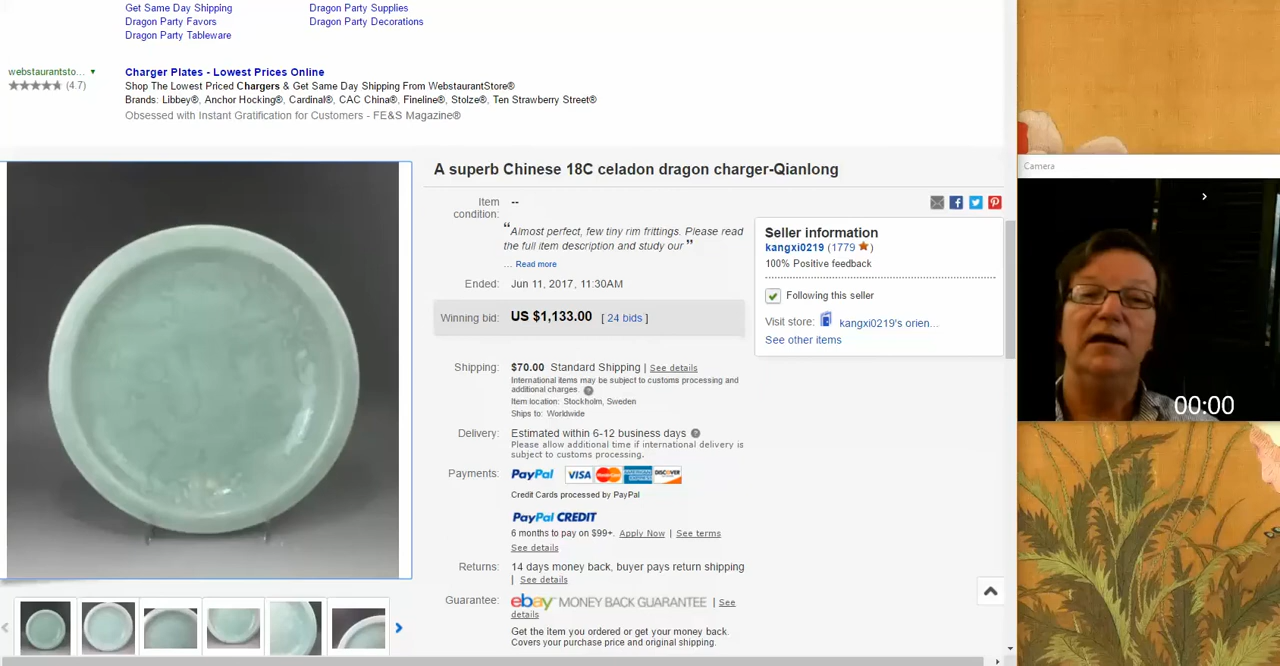 Get Same Day Shipping
Dragon Party Supplies
Dragon Party Favors
Dragon Party Decorations
Dragon Party Tableware
webstaurantsto...
(4.7)
Charger Plates - Lowest Prices Online
Shop The Lowest Priced Chargers & Get Same Day Shipping From WebstaurantStore®
Brands: Libbey®, Anchor Hocking®, Cardinal®, CAC China®, Fineline®, Stolze®, Ten Strawberry Street®
Obsessed with Instant Gratification for Customers - FE&S Magazine®
A superb Chinese 18C celadon dragon charger-Qianlong
Item condition: --
“Almost perfect, few tiny rim frittings. Please read
the full item description and study our ”
... Read more
Ended: Jun 11, 2017, 11:30AM
Winning bid: US $1,133.00 [ 24 bids ]
Shipping: $70.00 Standard Shipping | See details
International items may be subject to customs processing and
additional charges.
Item location: Stockholm, Sweden
Ships to: Worldwide
Delivery: Estimated within 6-12 business days
Please allow additional time if international delivery is
subject to customs processing.
Payments: PayPal VISA MasterCard AMERICAN EXPRESS DISCOVER
Credit Cards processed by PayPal
PayPal CREDIT
6 months to pay on $99+. Apply Now | See terms
See details
Returns: 14 days money back, buyer pays return shipping
| See details
Guarantee: ebay MONEY BACK GUARANTEE | See
details
Get the item you ordered or get your money back.
Covers your purchase price and original shipping.
Seller information
kangxi0219 (1779 )
100% Positive feedback
Following this seller
Visit store: kangxi0219's orien...
See other items
Camera
00:00